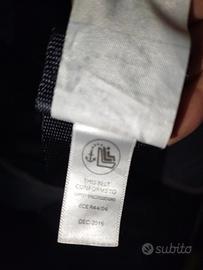 THIS BELT
CONFORMS TO
ECE R44/04
DEC-2015
subito